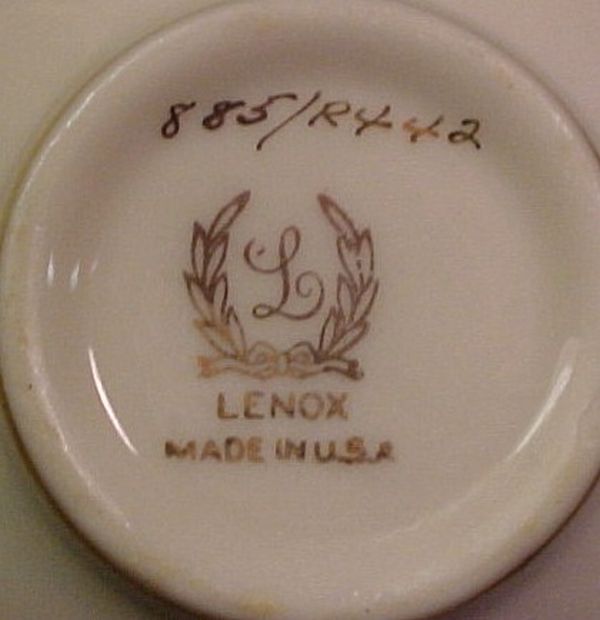 885/R442
L
LENOX
MADE IN U.S.A